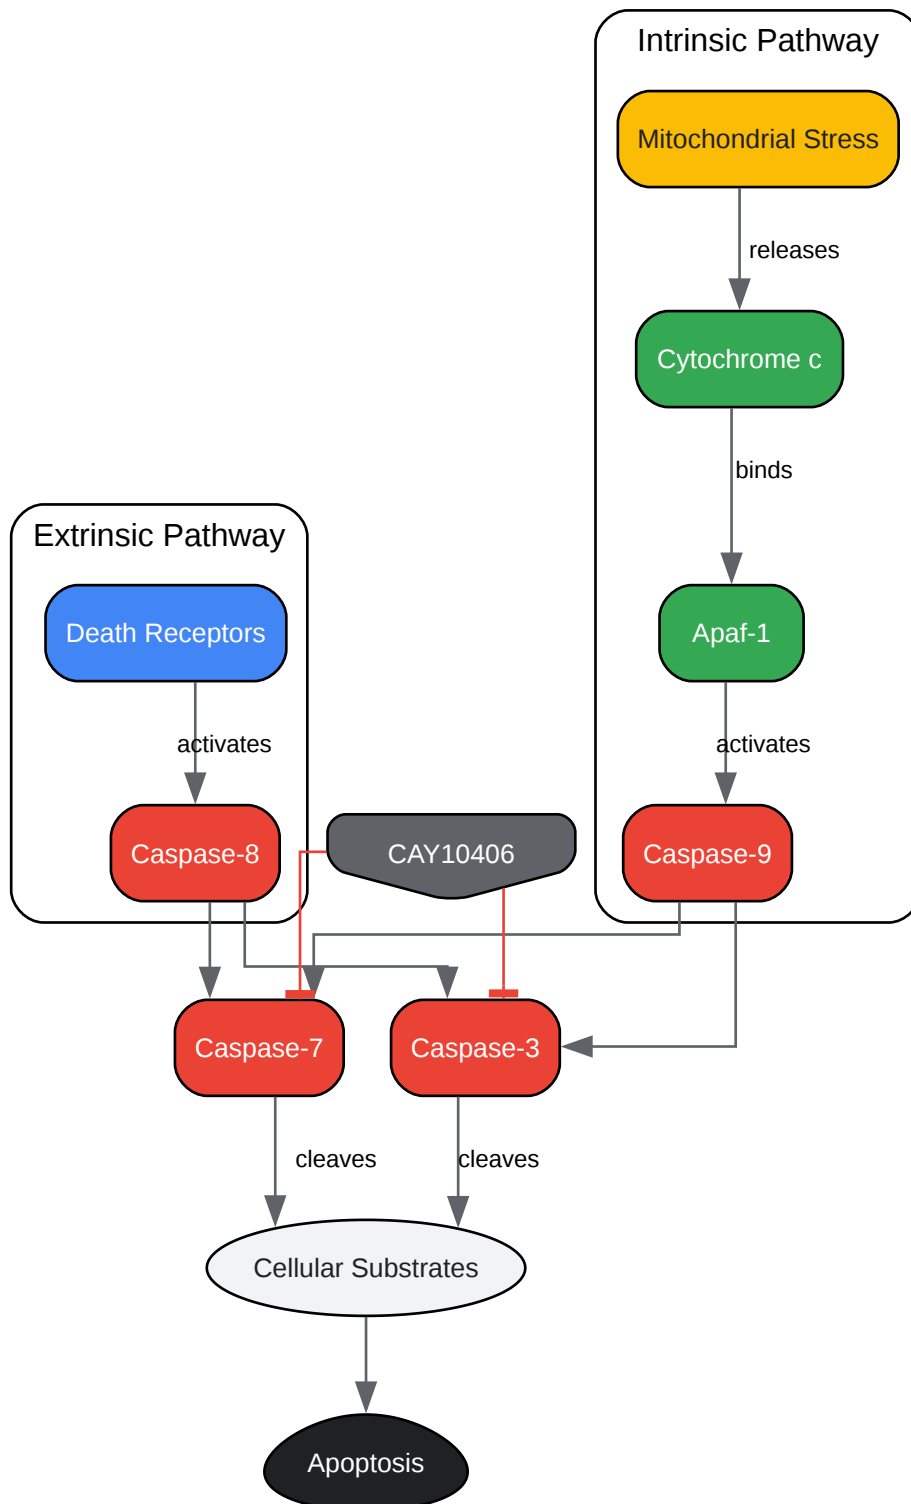 Intrinsic Pathway
Mitochondrial Stress
releases
Cytochrome c
binds
Extrinsic Pathway
Death Receptors
Apaf-1
activates
activates
Caspase-8
CAY10406
Caspase-9
Caspase-7
Caspase-3
cleaves
cleaves
Cellular Substrates
Apoptosis